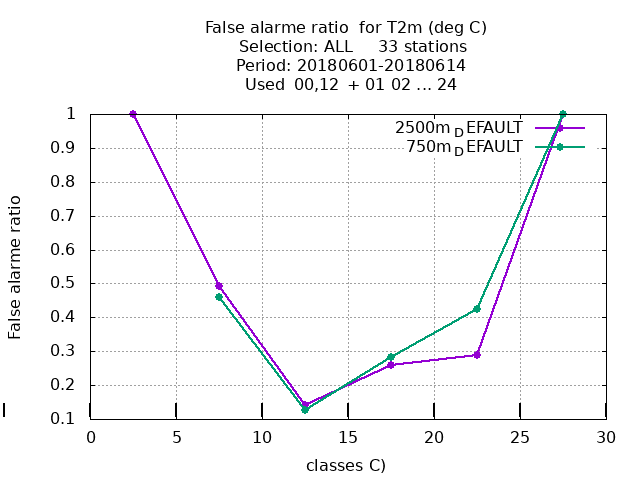 False alarme ratio  for T2m (deg C)
Selection: ALL     33 stations
Period: 20180601-20180614
Used  00,12  + 01 02 ... 24
2500m_DEFAULT
750m_DEFAULT
False alarme ratio
1
0.9
0.8
0.7
0.6
0.5
0.4
0.3
0.2
0.1
0 5 10 15 20 25 30
classes C)